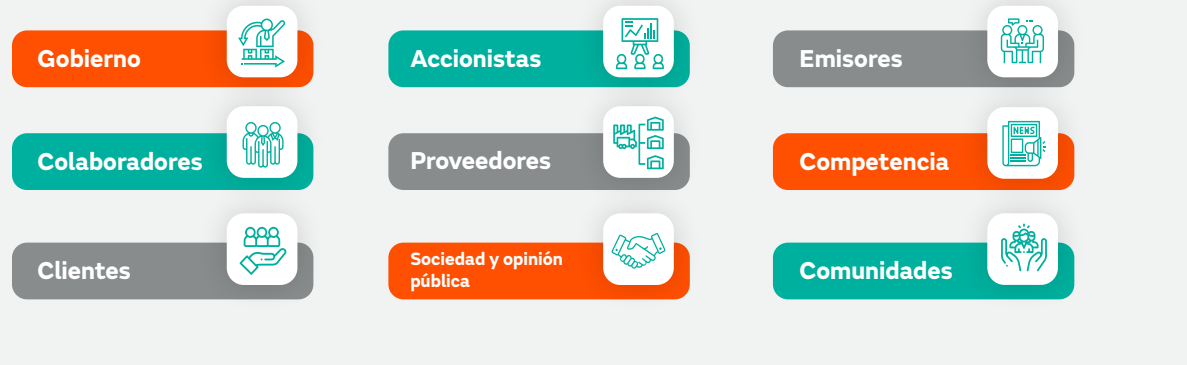 Gobierno
Accionistas
Emisores
Colaboradores
Proveedores
NEWS
Competencia
Clientes
Sociedad y opinión
pública
Comunidades